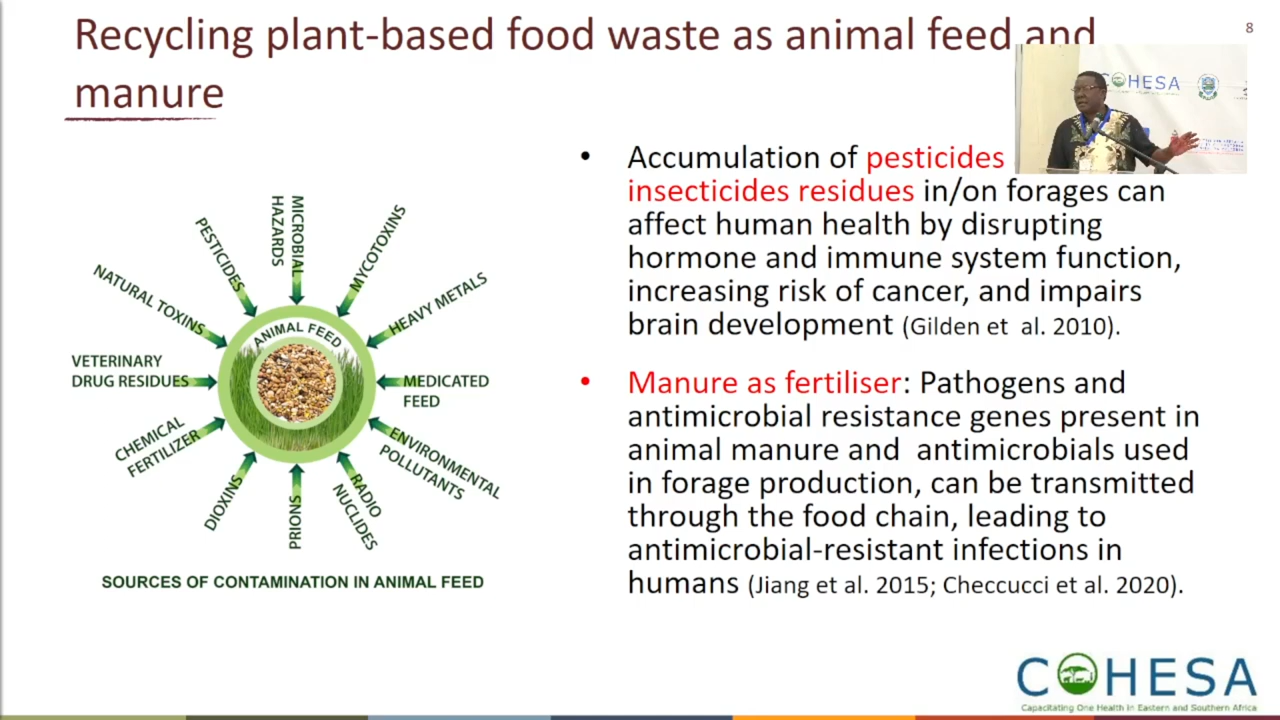 Recycling plant-based food waste as animal feed and
manure
8
COHESA
MICROBIAL
HAZARDS
PESTICIDES
MYCOTOXINS
NATURAL TOXINS
HEAVY METALS
ANIMAL FEED
VETERINARY
DRUG RESIDUES
MEDICATED
FEED
CHEMICAL
FERTILIZER
ENVIRONMENTAL
POLLUTANTS
DIOXINS
PRIONS
RADIO
NUCLIDES
SOURCES OF CONTAMINATION IN ANIMAL FEED
• Accumulation of pesticides
insecticides residues in/on forages can
affect human health by disrupting
hormone and immune system function,
increasing risk of cancer, and impairs
brain development (Gilden et al. 2010).
• Manure as fertiliser: Pathogens and
antimicrobial resistance genes present in
animal manure and antimicrobials used
in forage production, can be transmitted
through the food chain, leading to
antimicrobial-resistant infections in
humans (Jiang et al. 2015; Checcucci et al. 2020).
COHESA
Capacitating One Health in Eastern and Southern Africa